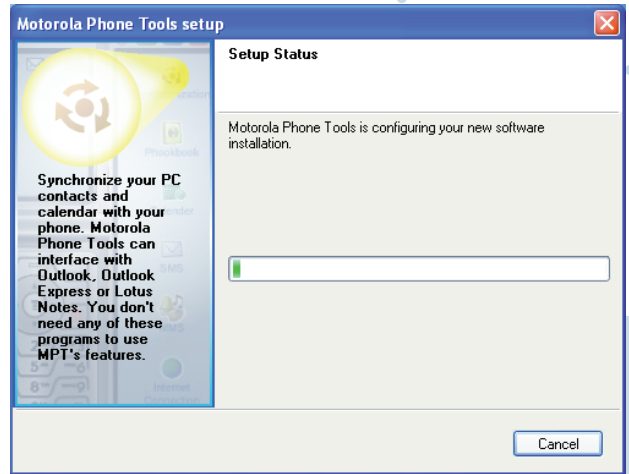 Motorola Phone Tools setup
Setup Status
Motorola Phone Tools is configuring your new software
installation.
Synchronize your PC
contacts and
calendar with your
phone. Motorola
Phone Tools can
interface with
Outlook, Outlook
Express or Lotus
Notes. You don't
need any of these
programs to use
MPT's features.
Phonebook
SMS
Internet
Connection
Cancel